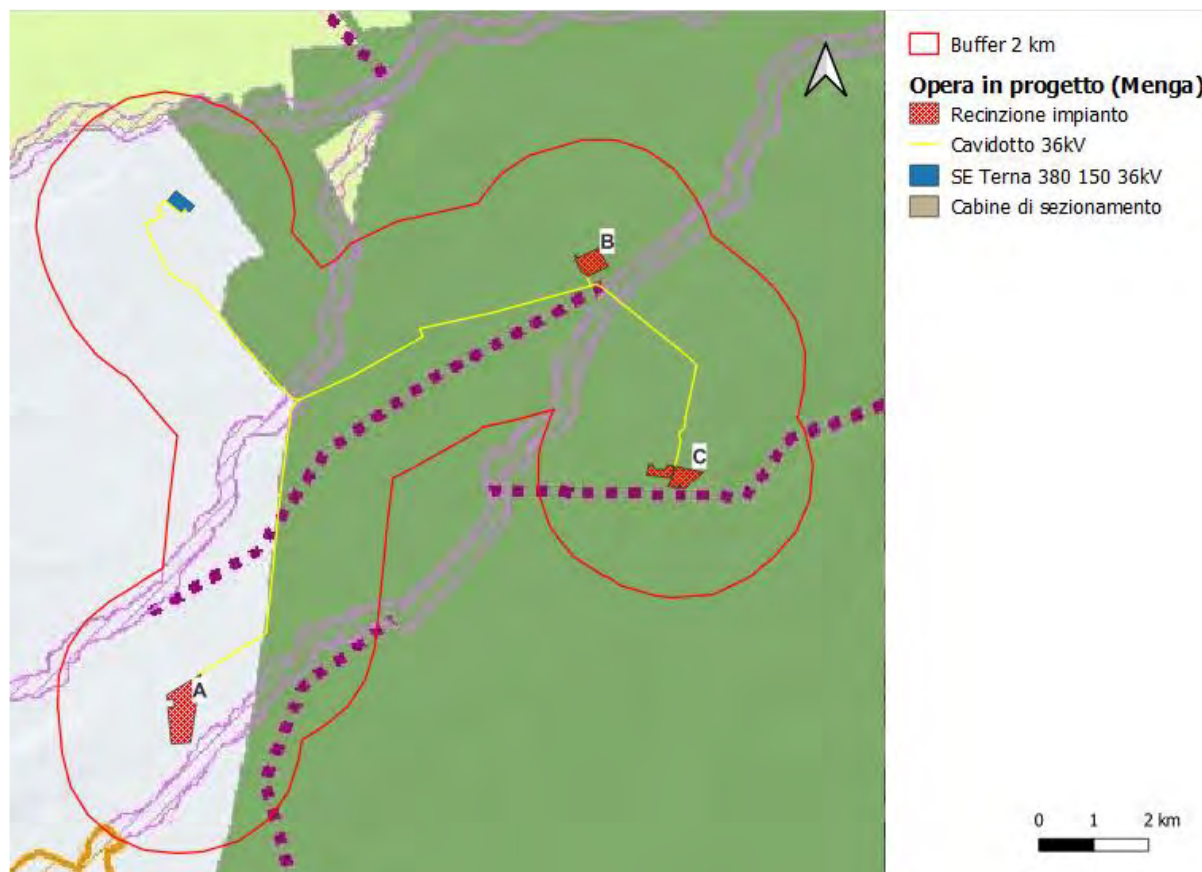 Buffer 2 km
Opera in progetto (Menga)
Recinzione impianto
Cavidotto 36kV
SE Terna 380 150 36kV
Cabine di sezionamento
B
C
A
0 1 2 km